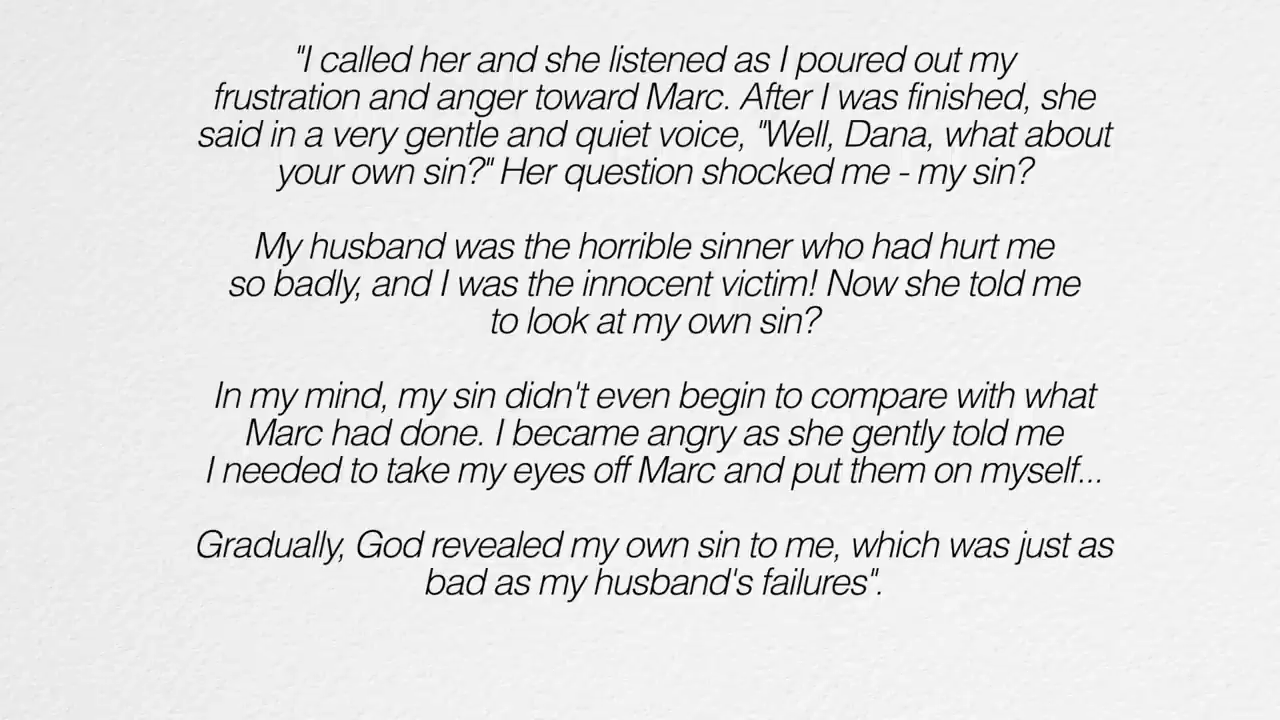 "I called her and she listened as I poured out my
frustration and anger toward Marc. After I was finished, she
said in a very gentle and quiet voice, "Well, Dana, what about
your own sin?" Her question shocked me - my sin?
My husband was the horrible sinner who had hurt me
so badly, and I was the innocent victim! Now she told me
to look at my own sin?
In my mind, my sin didn't even begin to compare with what
Marc had done. I became angry as she gently told me
I needed to take my eyes off Marc and put them on myself...
Gradually, God revealed my own sin to me, which was just as
bad as my husband's failures".